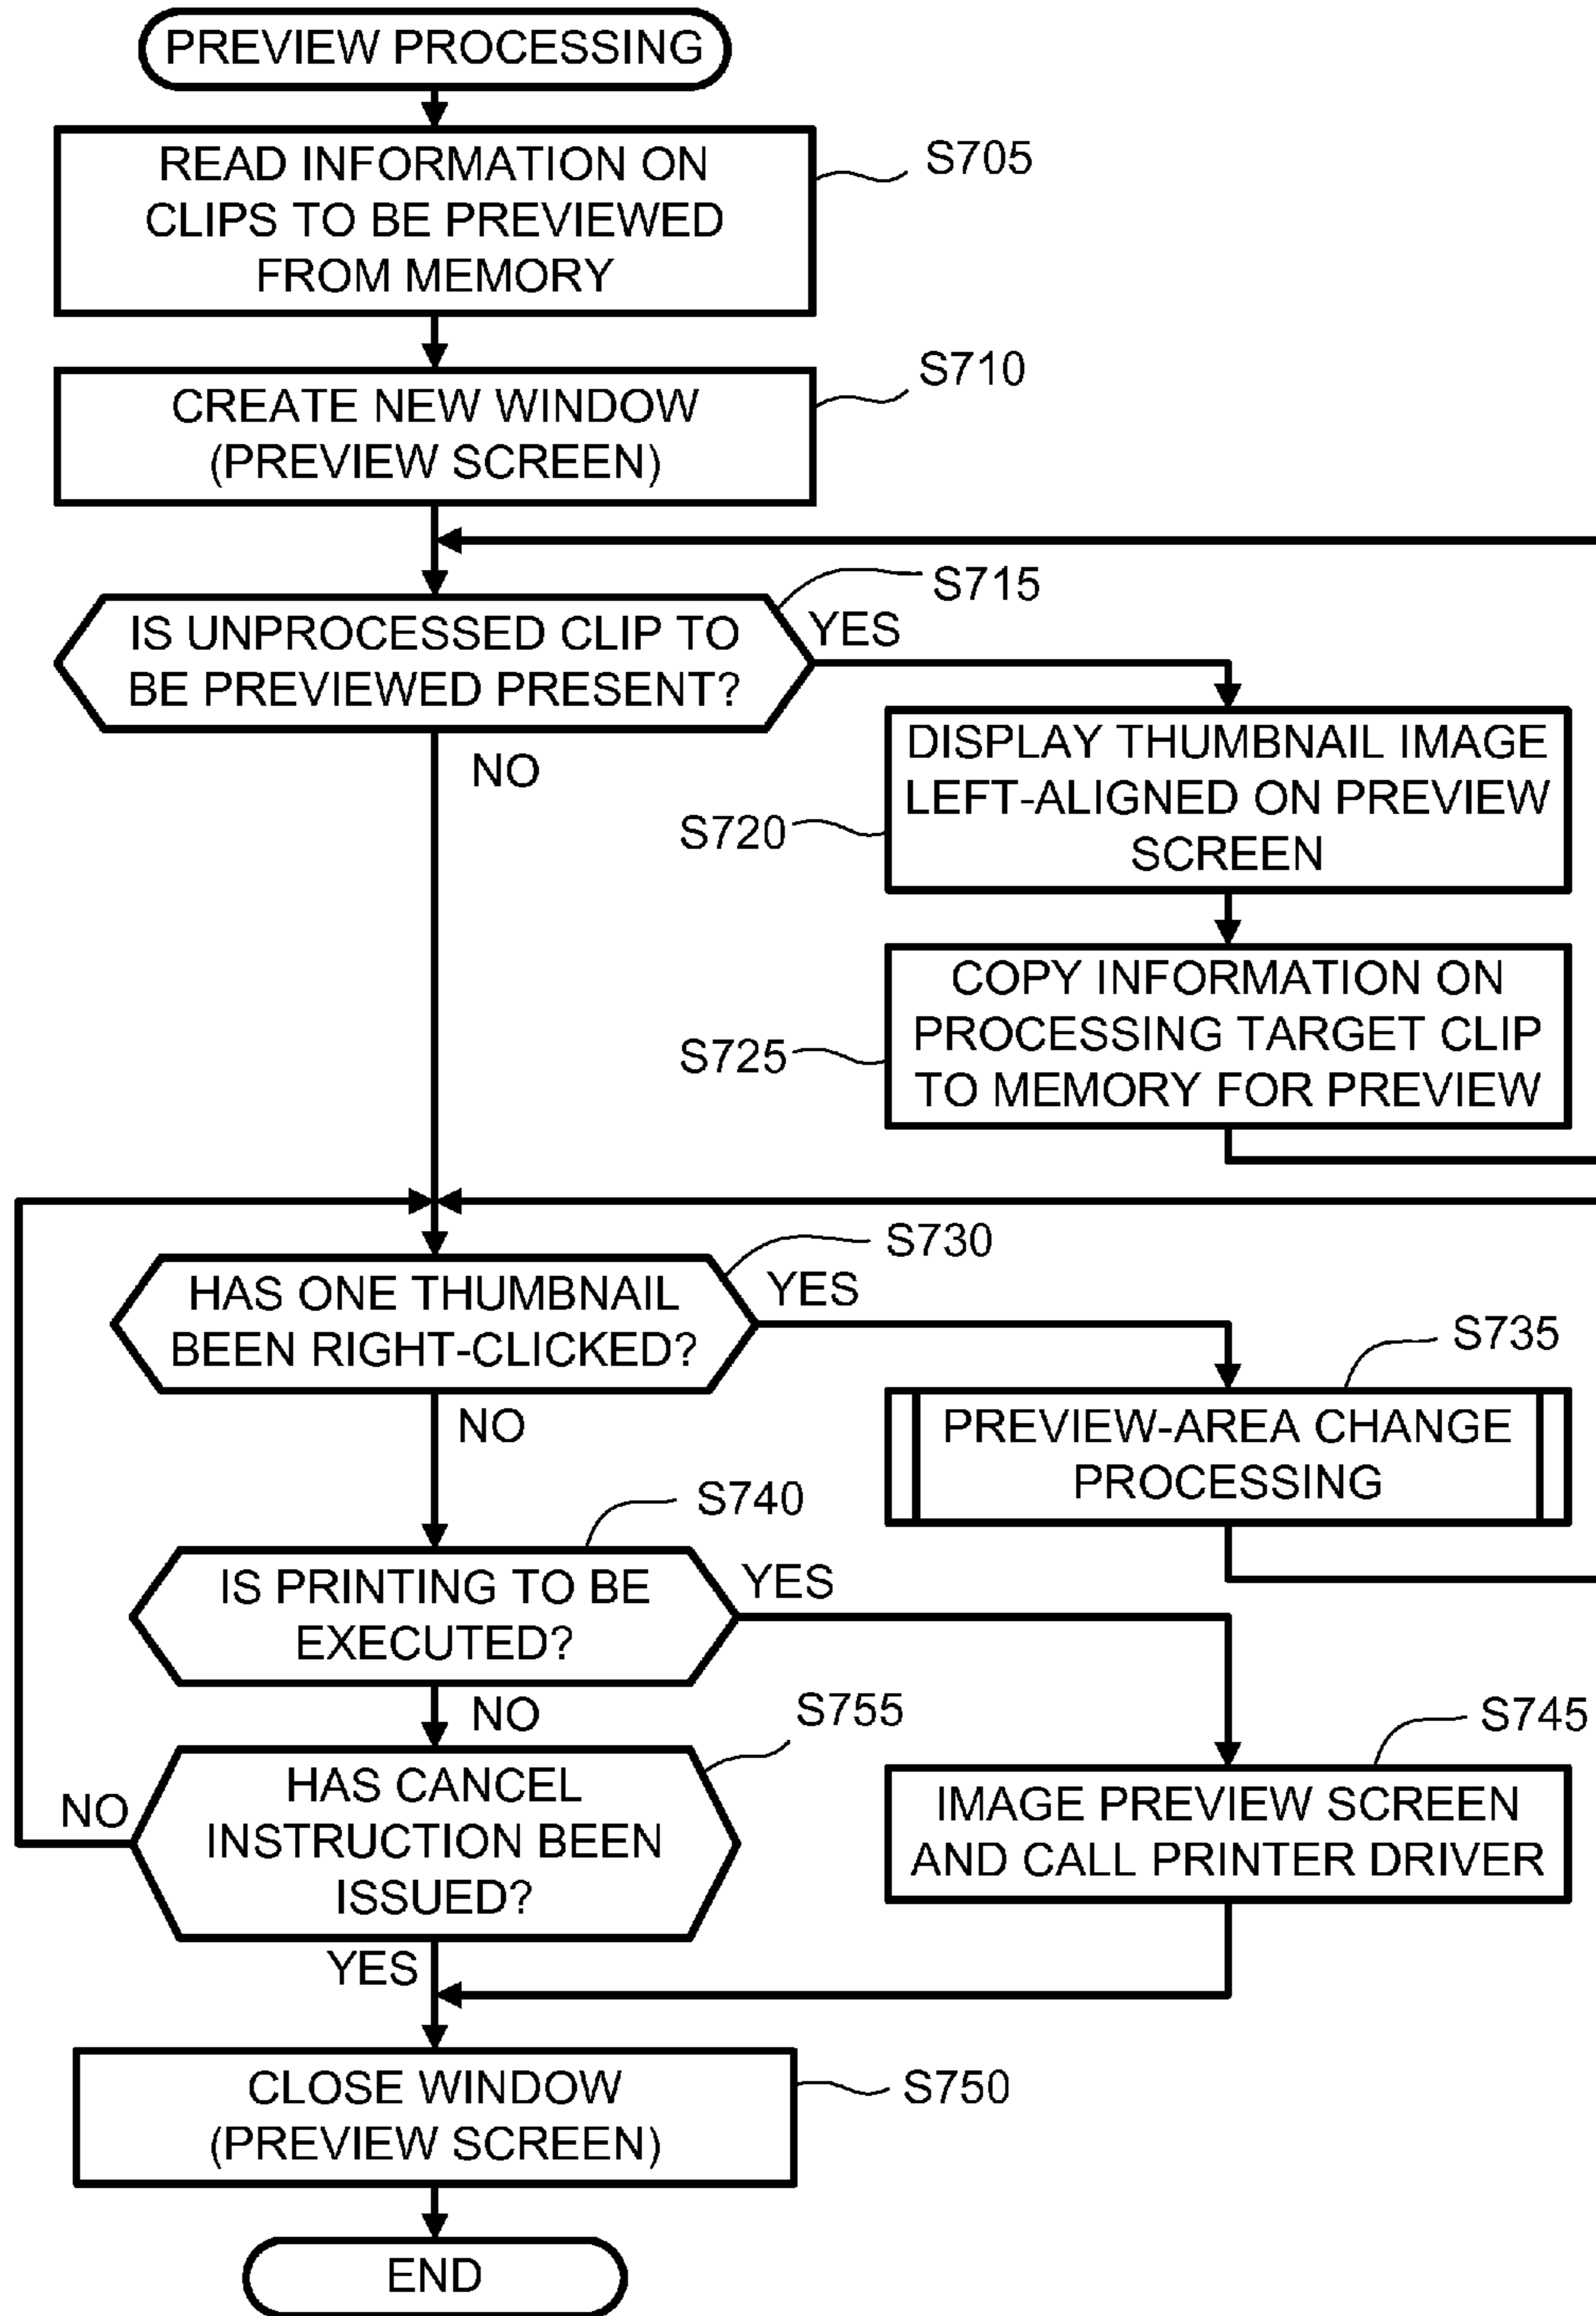 PREVIEW PROCESSING
READ INFORMATION ON
CLIPS TO BE PREVIEWED
FROM MEMORY
S705
CREATE NEW WINDOW
(PREVIEW SCREEN)
S710
IS UNPROCESSED CLIP TO
BE PREVIEWED PRESENT?
S715
YES
NO
DISPLAY THUMBNAIL IMAGE
LEFT-ALIGNED ON PREVIEW
SCREEN
S720
COPY INFORMATION ON
PROCESSING TARGET CLIP
TO MEMORY FOR PREVIEW
S725
HAS ONE THUMBNAIL
BEEN RIGHT-CLICKED?
S730
YES
NO
PREVIEW-AREA CHANGE
PROCESSING
S735
IS PRINTING TO BE
EXECUTED?
S740
YES
NO
HAS CANCEL
INSTRUCTION BEEN
ISSUED?
S755
NO
YES
IMAGE PREVIEW SCREEN
AND CALL PRINTER DRIVER
S745
CLOSE WINDOW
(PREVIEW SCREEN)
S750
END